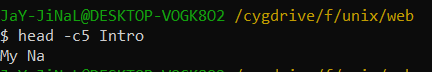 JaY-JiNaL@DESKTOP-VOGK8O2 /cygdrive/f/unix/web
$ head -c5 Intro
My Na